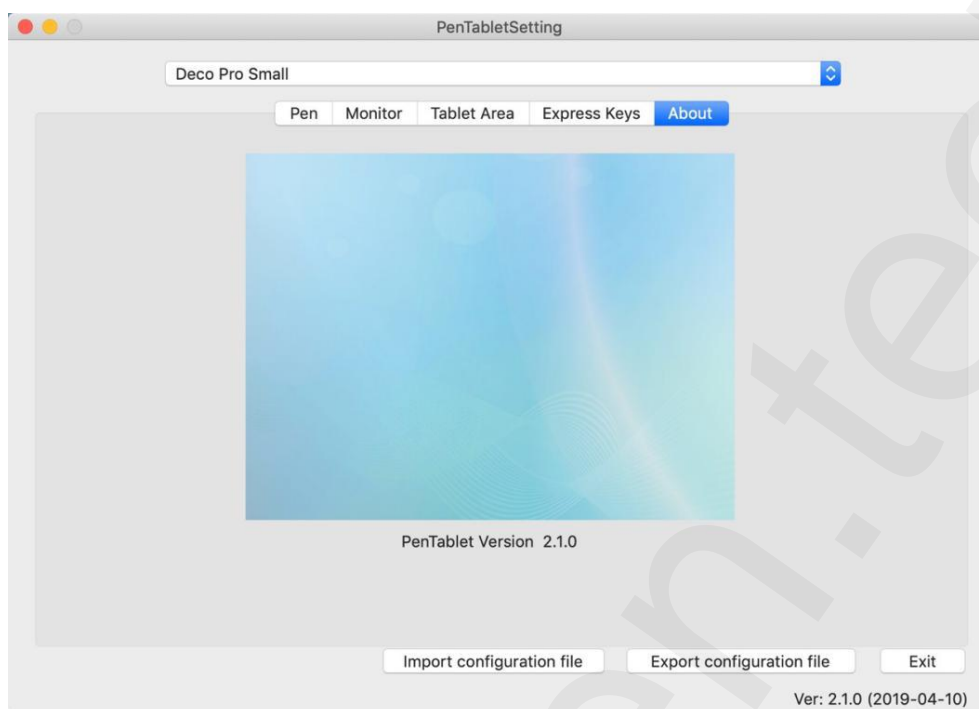 PenTabletSetting
Deco Pro Small
Pen Monitor Tablet Area Express Keys About
PenTablet Version 2.1.0
Import configuration file Export configuration file Exit
Ver: 2.1.0 (2019-04-10)